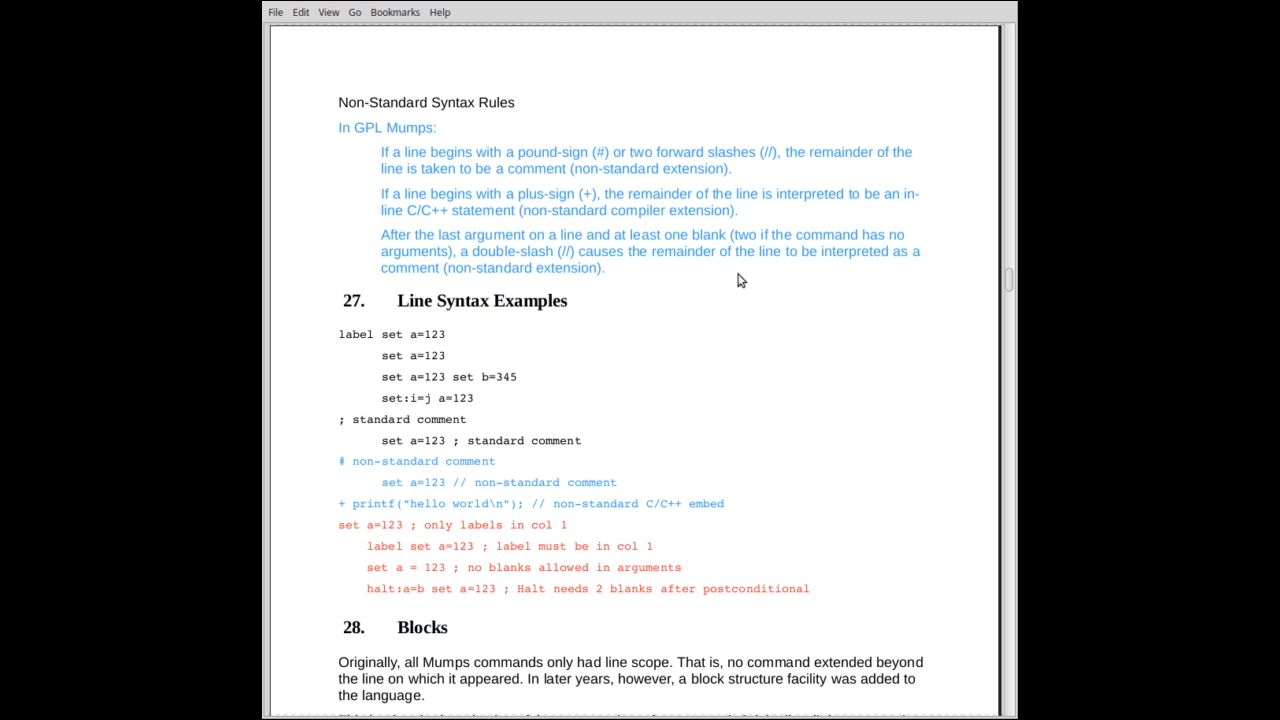 File Edit View Go Bookmarks Help
Non-Standard Syntax Rules
In GPL Mumps:
If a line begins with a pound-sign (#) or two forward slashes (//), the remainder of the
line is taken to be a comment (non-standard extension).
If a line begins with a plus-sign (+), the remainder of the line is interpreted to be an in-
line C/C++ statement (non-standard compiler extension).
After the last argument on a line and at least one blank (two if the command has no
arguments), a double-slash (//) causes the remainder of the line to be interpreted as a
comment (non-standard extension).
27. Line Syntax Examples
label set a=123
set a=123
set a=123 set b=345
set:i=j a=123
; standard comment
set a=123 ; standard comment
# non-standard comment
set a=123 // non-standard comment
+ printf("hello world\n"); // non-standard C/C++ embed
set a=123 ; only labels in col 1
label set a=123 ; label must be in col 1
set a = 123 ; no blanks allowed in arguments
halt:a=b set a=123 ; Halt needs 2 blanks after postconditional
28. Blocks
Originally, all Mumps commands only had line scope. That is, no command extended beyond
the line on which it appeared. In later years, however, a block structure facility was added to
the language.